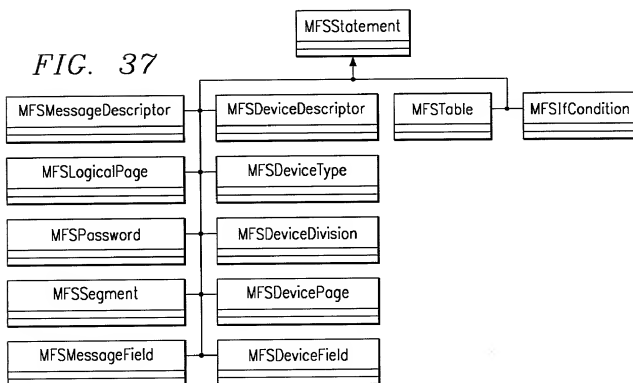 MFSStatement
FIG. 37
MFSMessageDescriptor
MFSDeviceDescriptor
MFSTable
MFSIfCondition
MFSLogicalPage
MFSDeviceType
MFSPassword
MFSDeviceDivision
MFSSegment
MFSDevicePage
MFSMessageField
MFSDeviceField